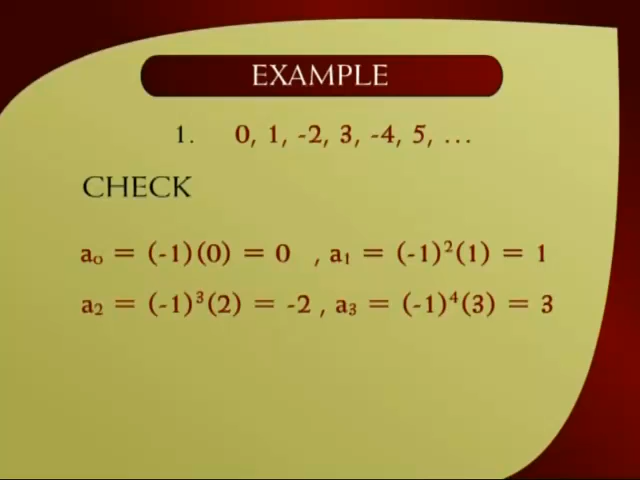 EXAMPLE
1. 0, 1, -2, 3, -4, 5, ...
CHECK
a₀ = (-1)(0) = 0 , a₁ = (-1)²(1) = 1
a₂ = (-1)³(2) = -2 , a₃ = (-1)⁴(3) = 3